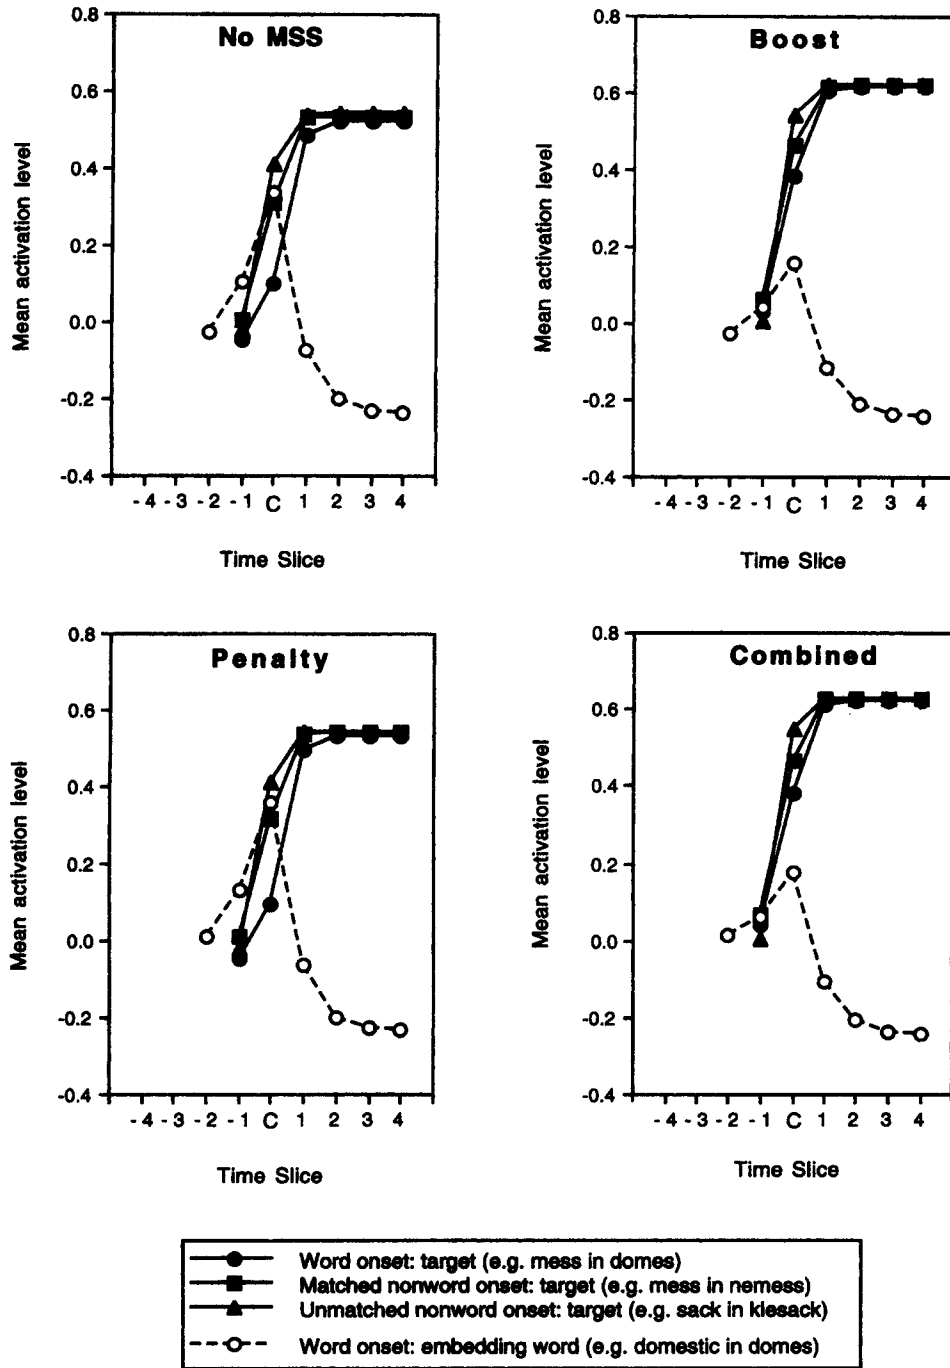 No MSS
0.8
0.6
0.4
0.2
0.0
-0.2
-0.4
Mean activation level
-4 -3 -2 -1 C 1 2 3 4
Time Slice
Boost
0.8
0.6
0.4
0.2
0.0
-0.2
-0.4
Mean activation level
-4 -3 -2 -1 C 1 2 3 4
Time Slice
Penalty
0.8
0.6
0.4
0.2
0.0
-0.2
-0.4
Mean activation level
-4 -3 -2 -1 C 1 2 3 4
Time Slice
Combined
0.8
0.6
0.4
0.2
0.0
-0.2
-0.4
Mean activation level
-4 -3 -2 -1 C 1 2 3 4
Time Slice
Word onset: target (e.g. mess in domes)
Matched nonword onset: target (e.g. mess in nemess)
Unmatched nonword onset: target (e.g. sack in klesack)
Word onset: embedding word (e.g. domestic in domes)